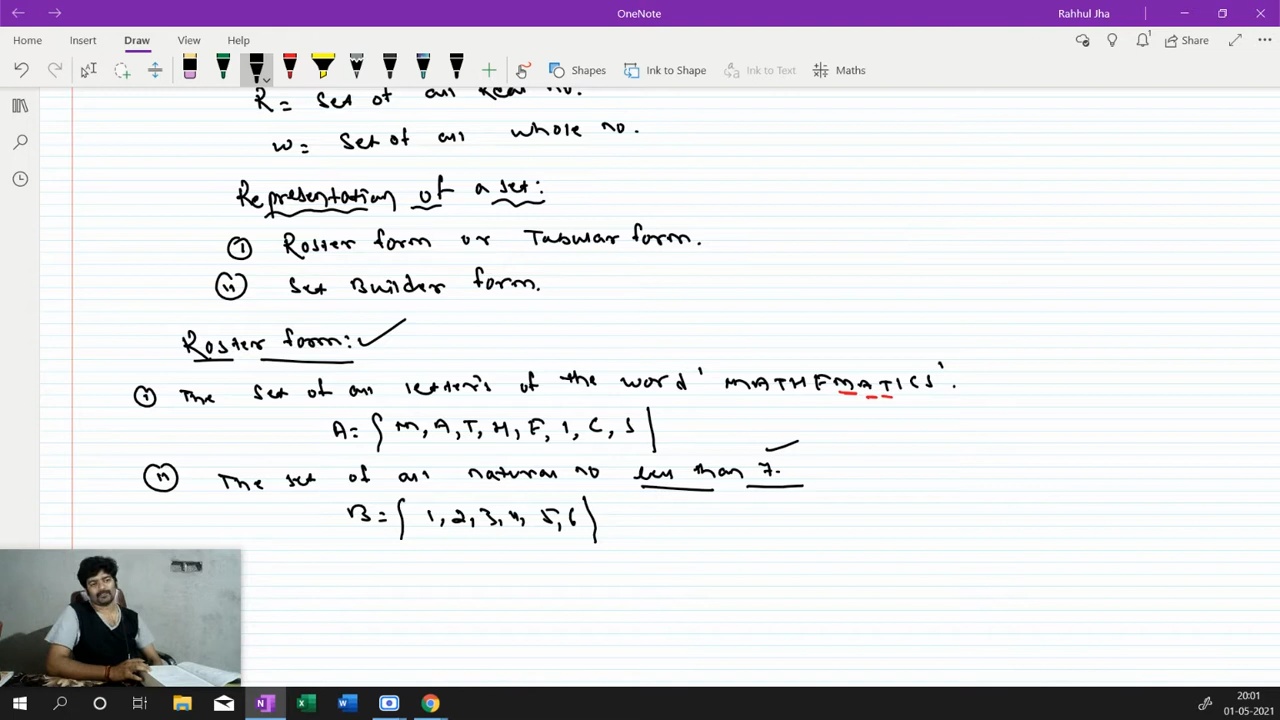 OneNote
Rahhul Jha
Home Insert Draw View Help
Share
Shapes Ink to Shape Ink to Text Maths
R = Set of all Real no.
W = Set of all whole no.
Representation of a set:
(i) Roster form or Tabular form.
(ii) Set Builder form.
Roster form:
(i) The set of all letters of the word 'MATHEMATICS'.
A = { M, A, T, H, E, I, C, S }
(ii) The set of all natural no less than 7.
B = { 1, 2, 3, 4, 5, 6 }
20:01
01-05-2021